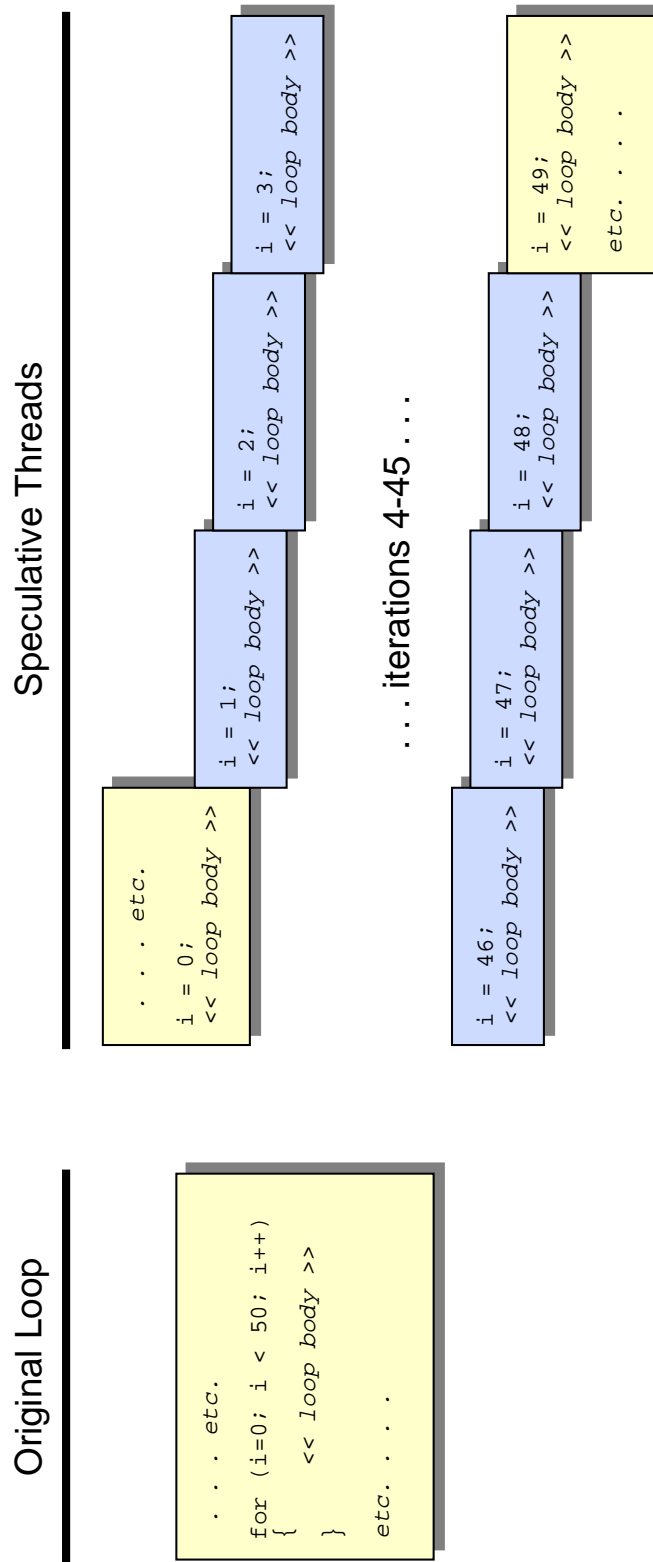 Original Loop
. . . etc.
for (i=0; i < 50; i++)
{
<< loop body >>
}
etc. . . .
Speculative Threads
. . . etc.
i = 0;
<< loop body >>
i = 1;
<< loop body >>
i = 2;
<< loop body >>
i = 3;
<< loop body >>
. . . iterations 4-45 . . .
i = 46;
<< loop body >>
i = 47;
<< loop body >>
i = 48;
<< loop body >>
i = 49;
<< loop body >>
etc. . . .